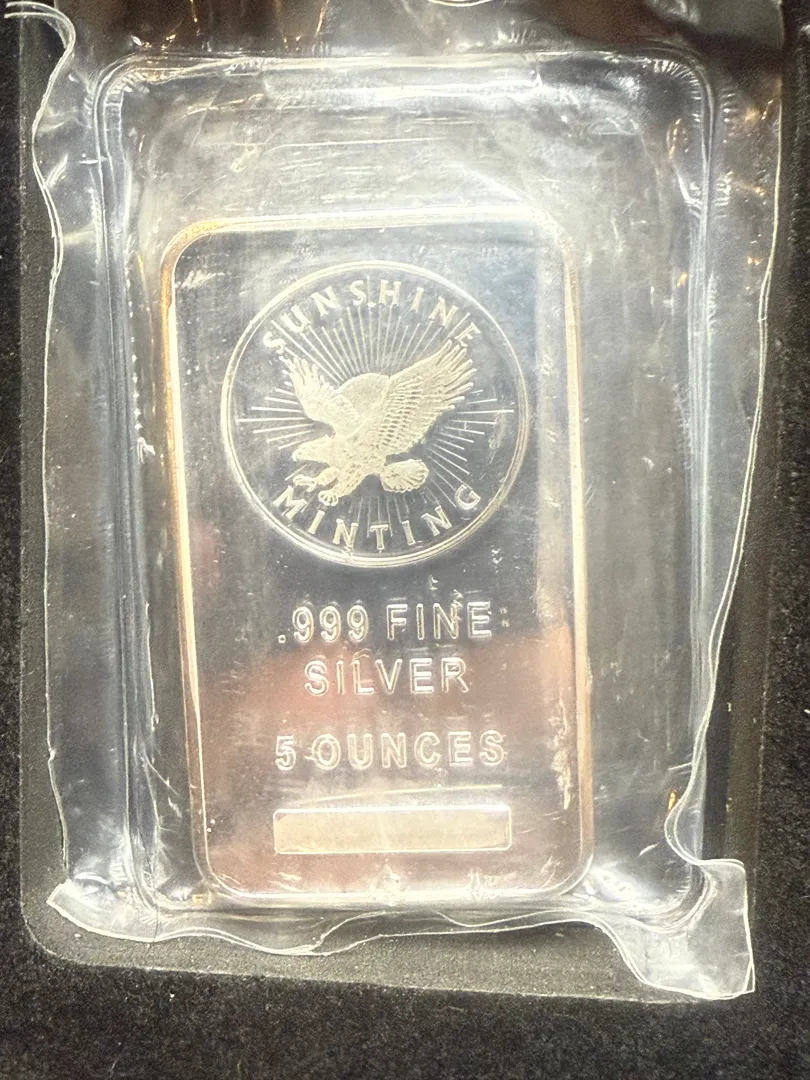 SUNSHINE
MINTING
.999 FINE
SILVER
5 OUNCES